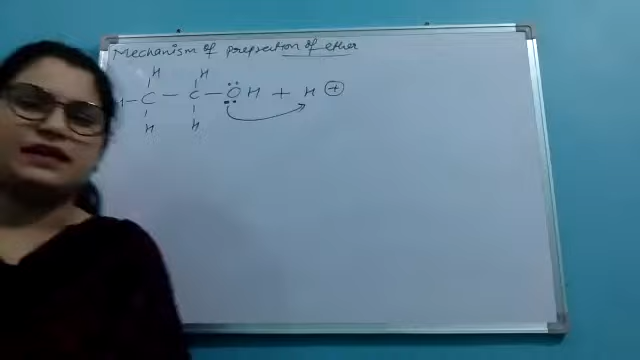 Mechanism of preparation of ether
H H
H - C - C - ÖH + H ⊕
H H